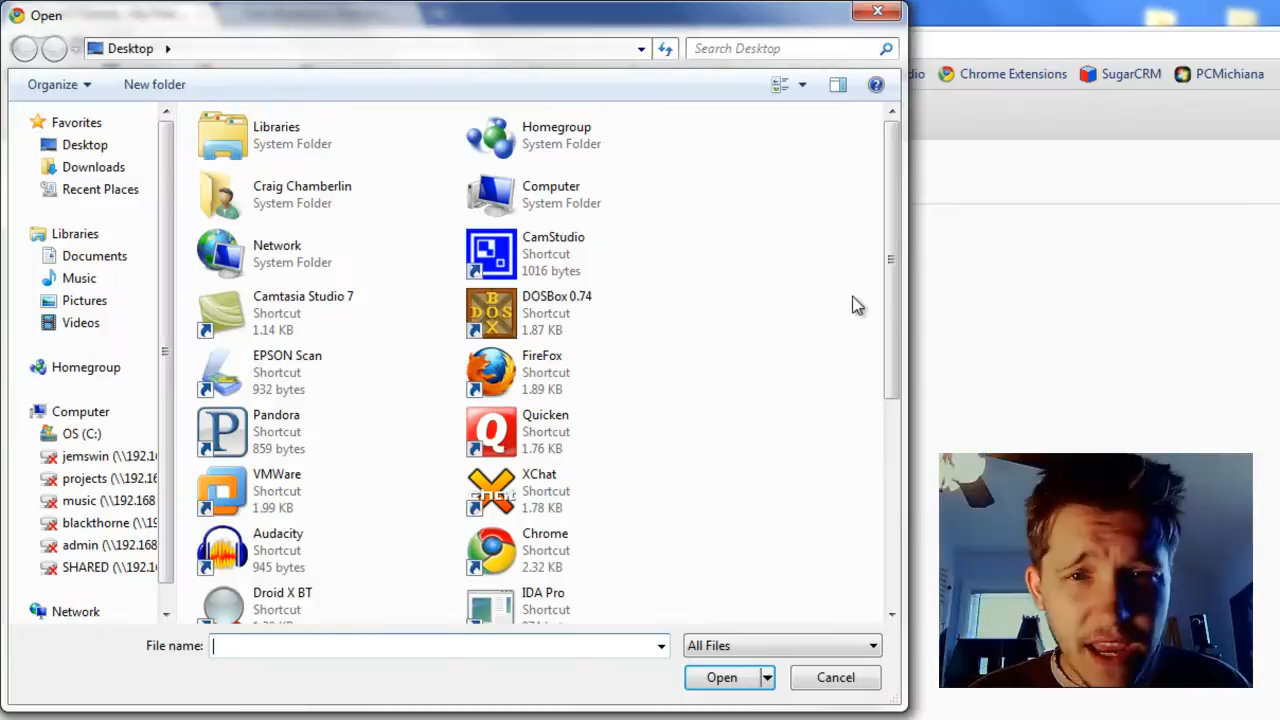 Open
Desktop
Search Desktop
Organize
New folder
dio
Chrome Extensions
SugarCRM
PCMichiana
Favorites
Desktop
Downloads
Recent Places
Libraries
Documents
Music
Pictures
Videos
Homegroup
Computer
OS (C:)
jemswin (\\192.16
projects (\\192.16
music (\\192.168
blackthorne (\\19
admin (\\192.168
SHARED (\\192.16
Network
Libraries
System Folder
Homegroup
System Folder
Craig Chamberlin
System Folder
Computer
System Folder
Network
System Folder
CamStudio
Shortcut
1016 bytes
Camtasia Studio 7
Shortcut
1.14 KB
DOSBox 0.74
Shortcut
1.87 KB
EPSON Scan
Shortcut
932 bytes
FireFox
Shortcut
1.89 KB
Pandora
Shortcut
859 bytes
Quicken
Shortcut
1.76 KB
VMWare
Shortcut
1.99 KB
XChat
Shortcut
1.78 KB
Audacity
Shortcut
945 bytes
Chrome
Shortcut
2.32 KB
Droid X BT
Shortcut
IDA Pro
Shortcut
File name:
All Files
Open
Cancel